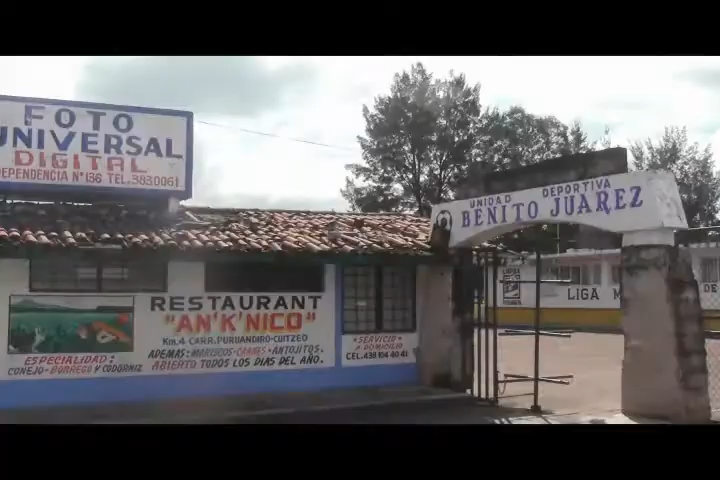 FOTO
UNIVERSAL
DIGITAL
DEPENDENCIA Nº 136 TEL. 3830061
UNIDAD DEPORTIVA
BENITO JUAREZ
RESTAURANT
"AN'K'NICO"
Km. 4 CARR. PURUANDIRO-CUITZEO
ADEMAS: MARISCOS-CARNES-ANTOJITOS.
ABIERTO TODOS LOS DIAS DEL AÑO.
ESPECIALIDAD:
CONEJO-BORREGO Y CODORNIZ
-SERVICIO-
A DOMICILIO
CEL. 438 104 40 41
LIGA M
DE